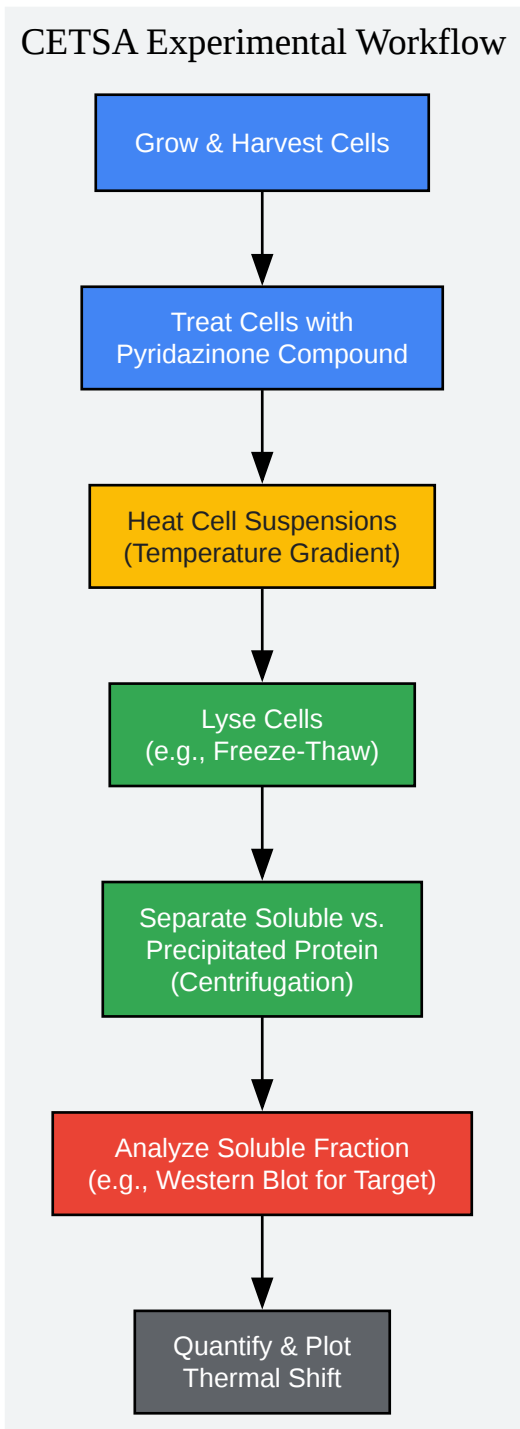 CETSA Experimental Workflow
Grow & Harvest Cells
Treat Cells with
Pyridazinone Compound
Heat Cell Suspensions
(Temperature Gradient)
Lyse Cells
(e.g., Freeze-Thaw)
Separate Soluble vs.
Precipitated Protein
(Centrifugation)
Analyze Soluble Fraction
(e.g., Western Blot for Target)
Quantify & Plot
Thermal Shift